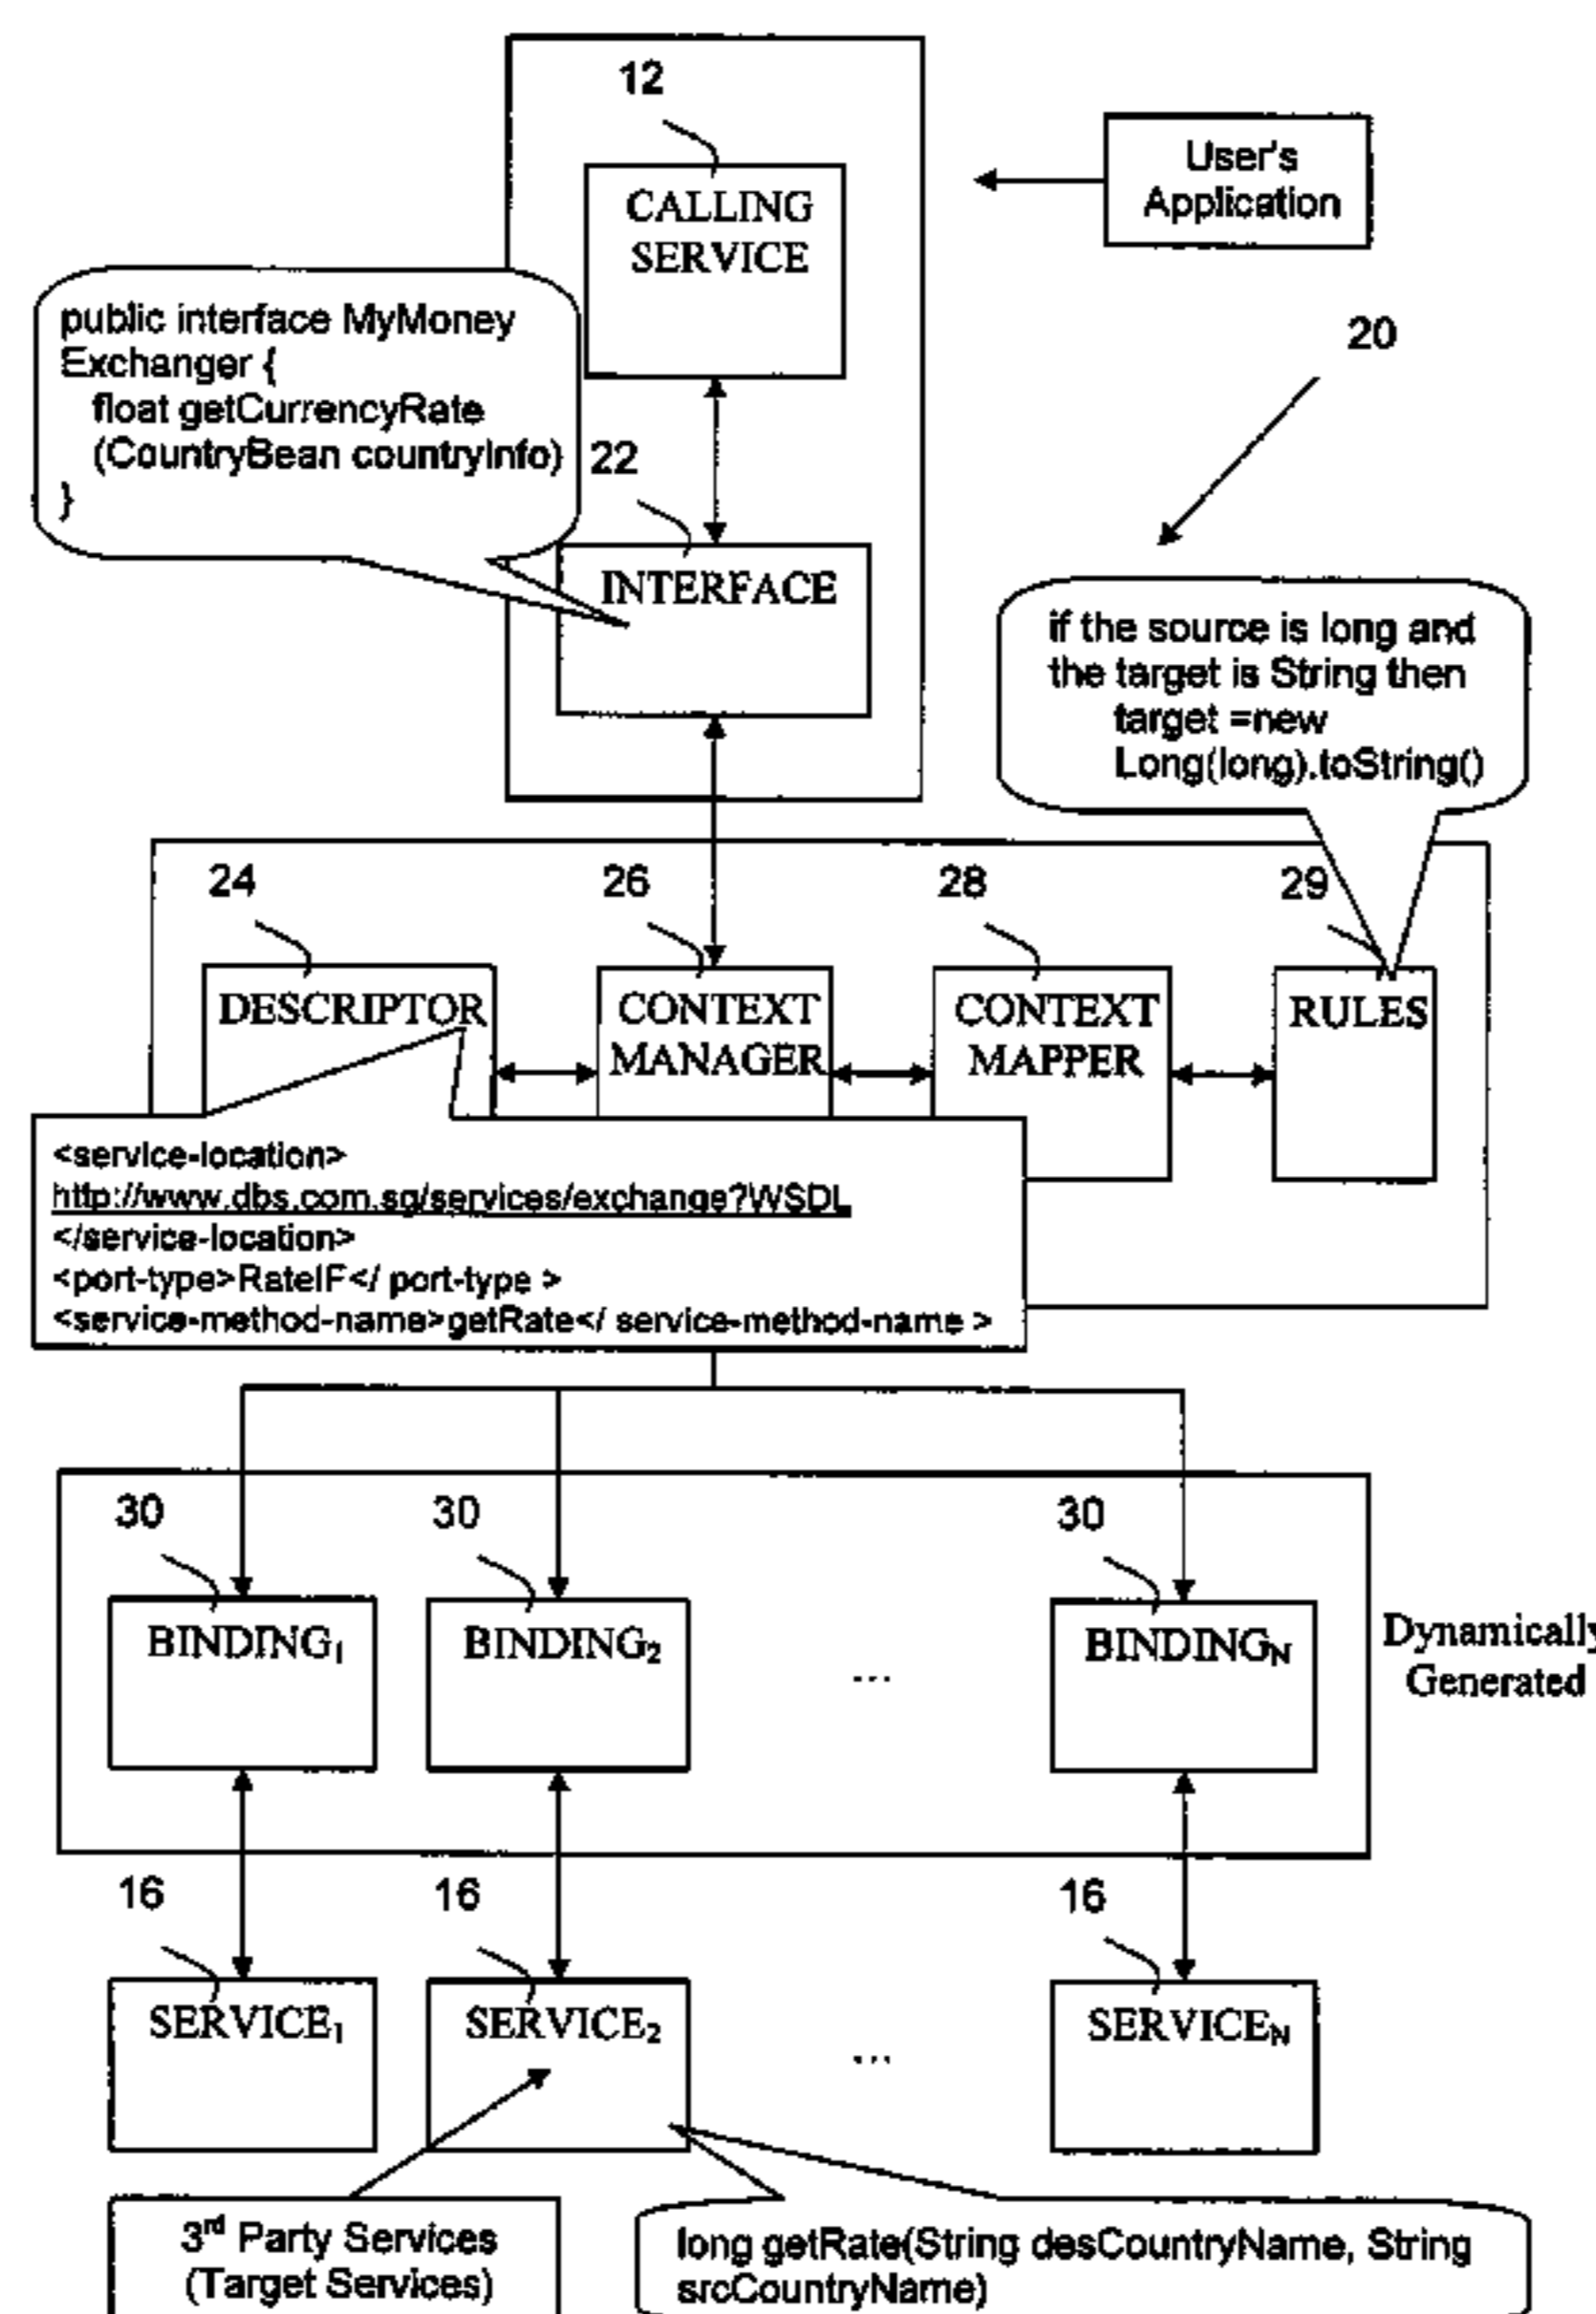 12
CALLING
SERVICE
User's
Application
public interface MyMoney
Exchanger {
float getCurrencyRate
(CountryBean countryInfo)
}
20
22
INTERFACE
if the source is long and
the target is String then
target =new
Long(long).toString()
24
26
28
29
DESCRIPTOR
CONTEXT
MANAGER
CONTEXT
MAPPER
RULES
<service-location>
http://www.dbs.com.sg/services/exchange?WSDL
</service-location>
<port-type>RateIF</ port-type >
<service-method-name>getRate</ service-method-name >
30
30
30
BINDING₁
BINDING₂
...
BINDINGN
Dynamically
Generated
16
16
16
SERVICE₁
SERVICE₂
...
SERVICEN
3rd Party Services
(Target Services)
long getRate(String desCountryName, String
srcCountryName)